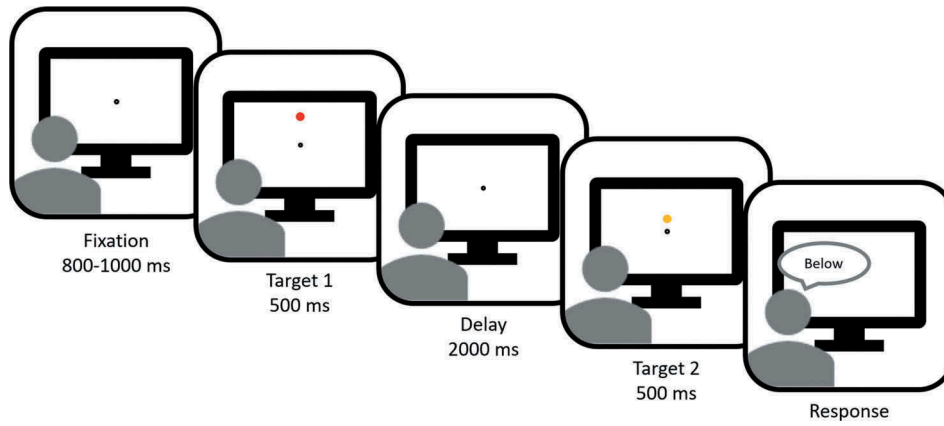 Fixation
800-1000 ms
Target 1
500 ms
Delay
2000 ms
Target 2
500 ms
Below
Response